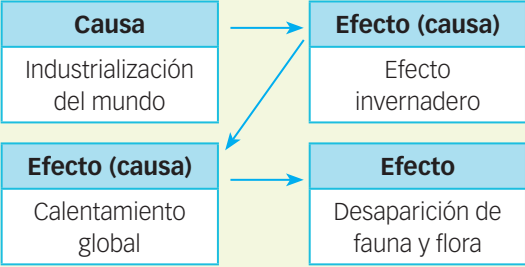 Causa
Industrialización
del mundo
Efecto (causa)
Efecto
invernadero
Efecto (causa)
Calentamiento
global
Efecto
Desaparición de
fauna y flora